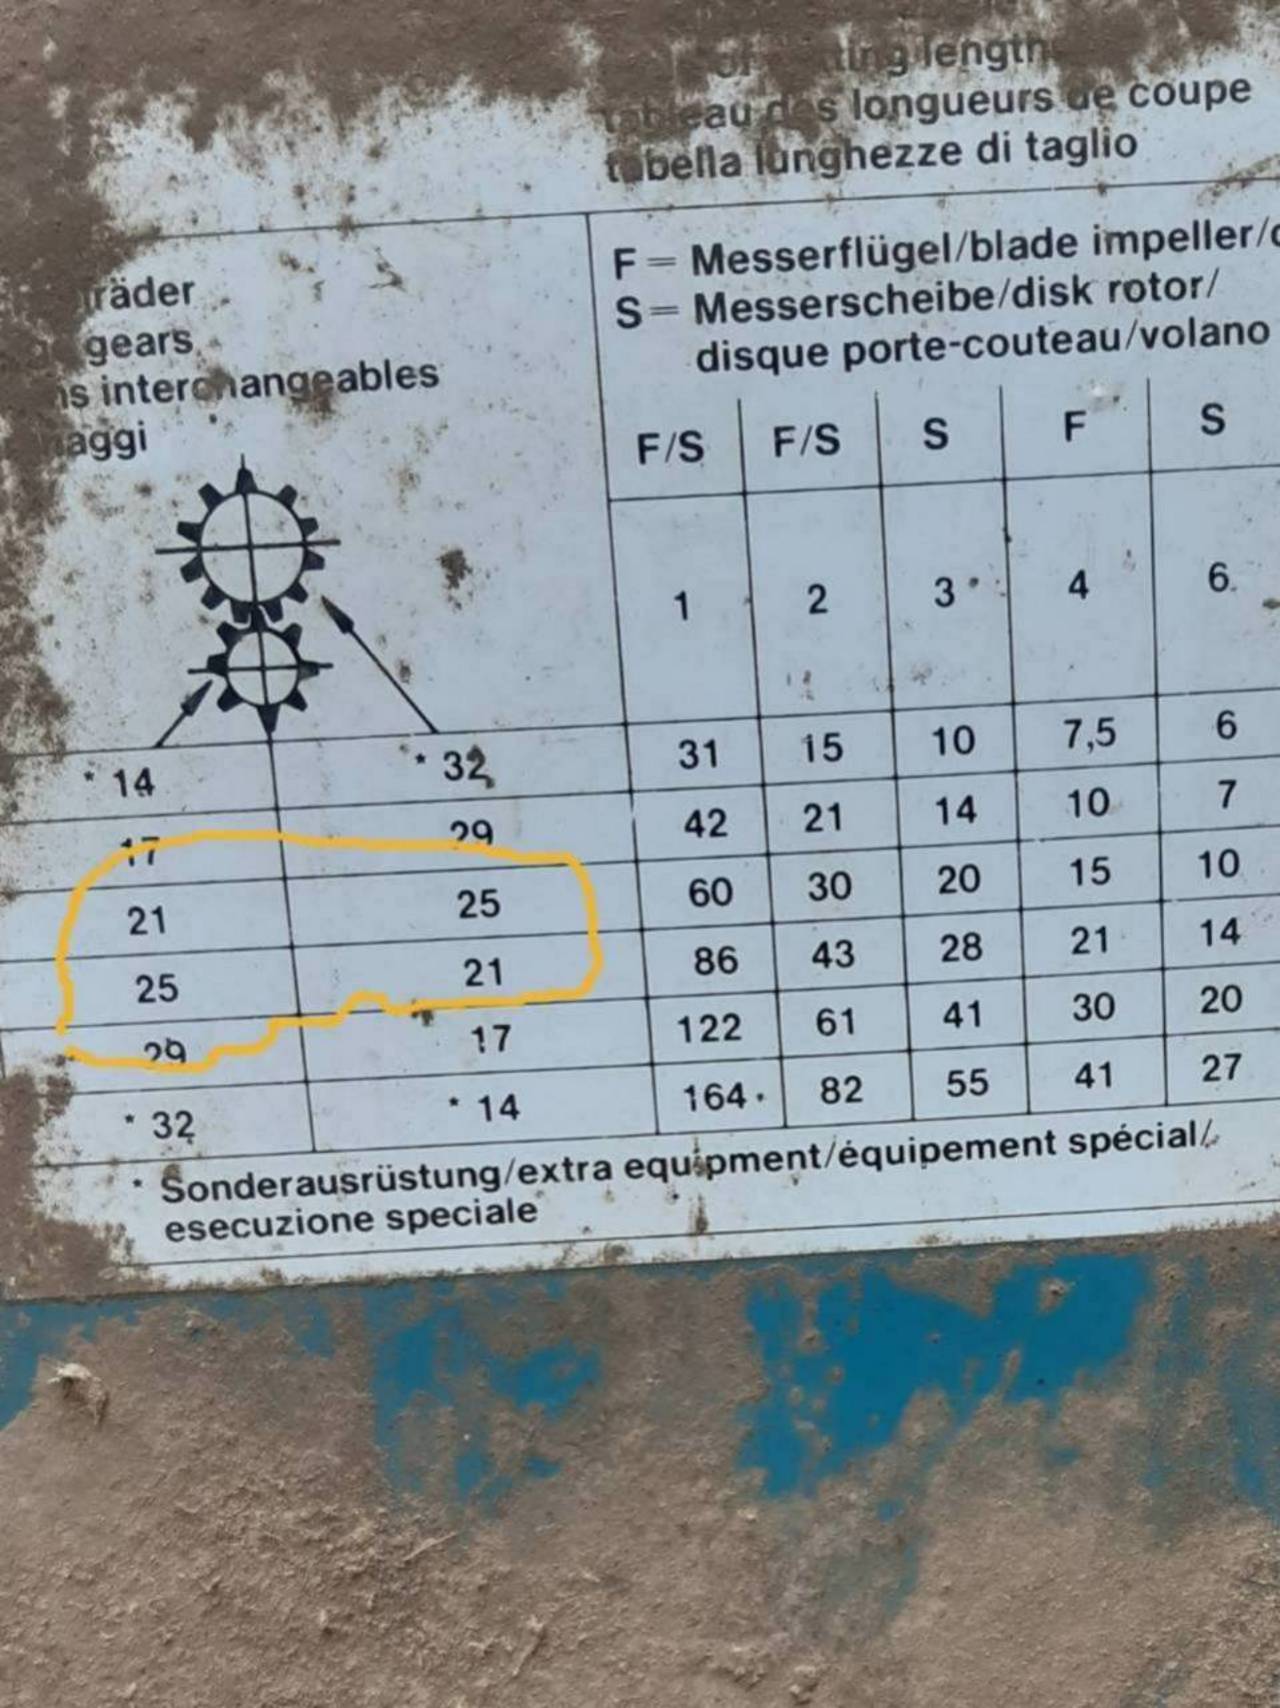 ting length
tableau des longueurs de coupe
tabella lunghezze di taglio
räder
gears
ns interchangeables
aggi
F = Messerflügel/blade impeller/
S = Messerscheibe/disk rotor/
disque porte-couteau/volano
F/S F/S S F S
1 2 3 4 6
* 14 * 32 31 15 10 7,5 6
17 29 42 21 14 10 7
21 25 60 30 20 15 10
25 21 86 43 28 21 14
29 17 122 61 41 30 20
* 32 * 14 164 82 55 41 27
* Sonderausrüstung/extra equipment/équipement spécial/
esecuzione speciale